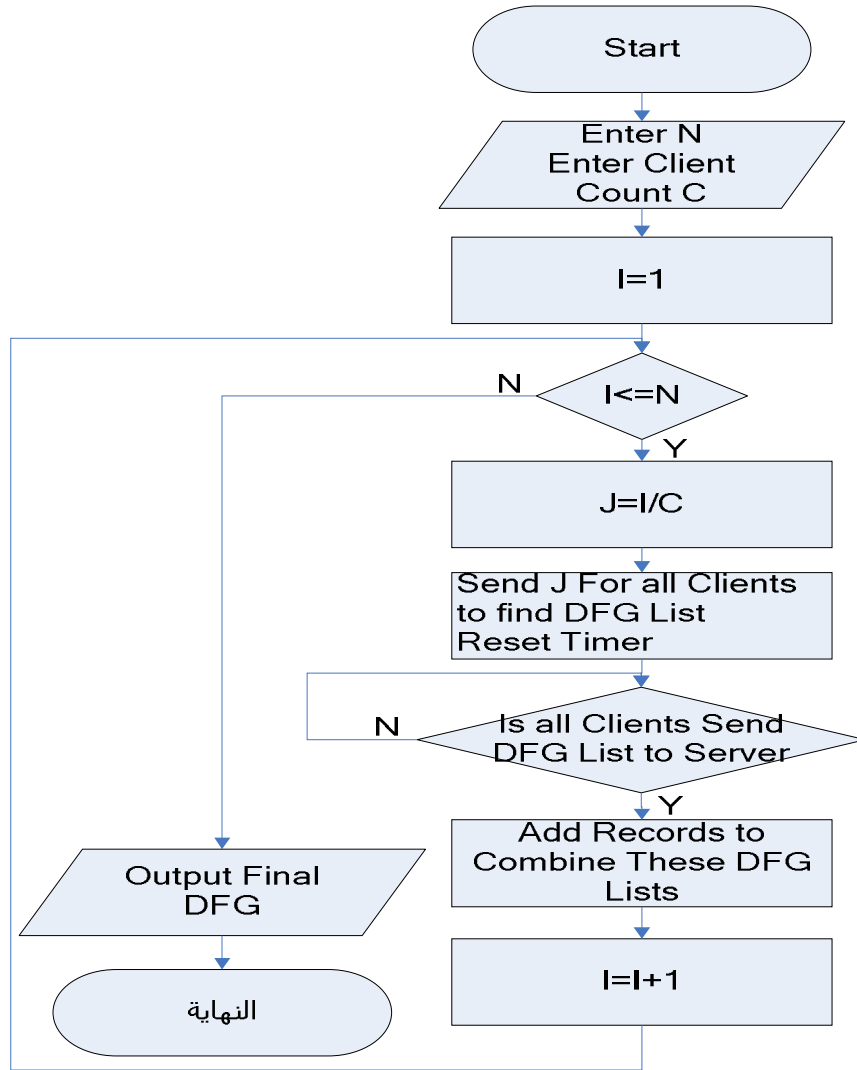 Start
Enter N
Enter Client
Count C
I=1
I<=N
N
Y
J=I/C
Send J For all Clients
to find DFG List
Reset Timer
Is all Clients Send
DFG List to Server
N
Y
Add Records to
Combine These DFG
Lists
I=I+1
Output Final
DFG
النهاية